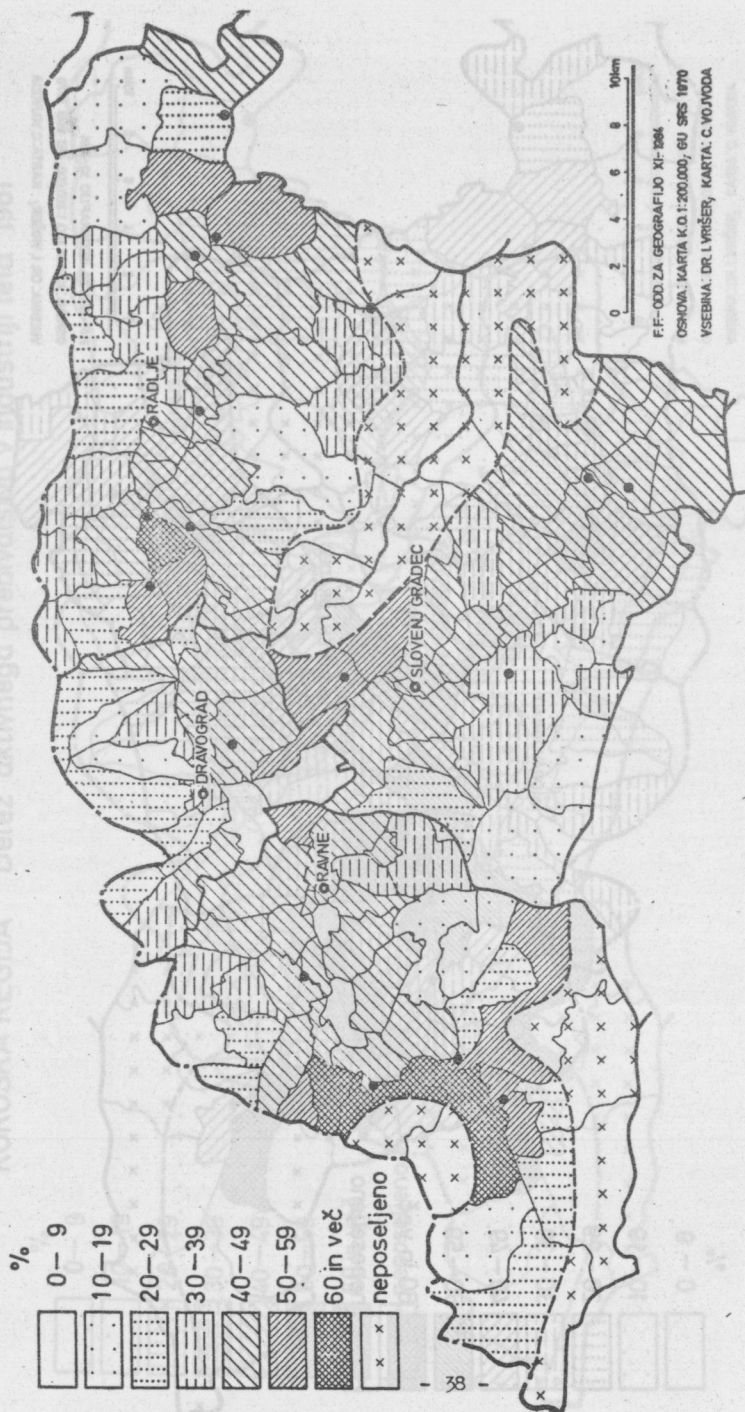 %
0 – 9
10 – 19
20 – 29
30 – 39
40 – 49
50 – 59
60 in več
neposeljeno
- 38 -
DRAVOGRAD
RADLJE
RAVNE
SLOVENJ GRADEC
0 2 4 6 8 10km
F.F-ODD. ZA GEOGRAFIJO XI-1984
OSNOVA: KARTA K.O. 1:200.000; GU SRS 1970
VSEBINA: DR. I. VRIŠER, KARTA: C. VOJVODA